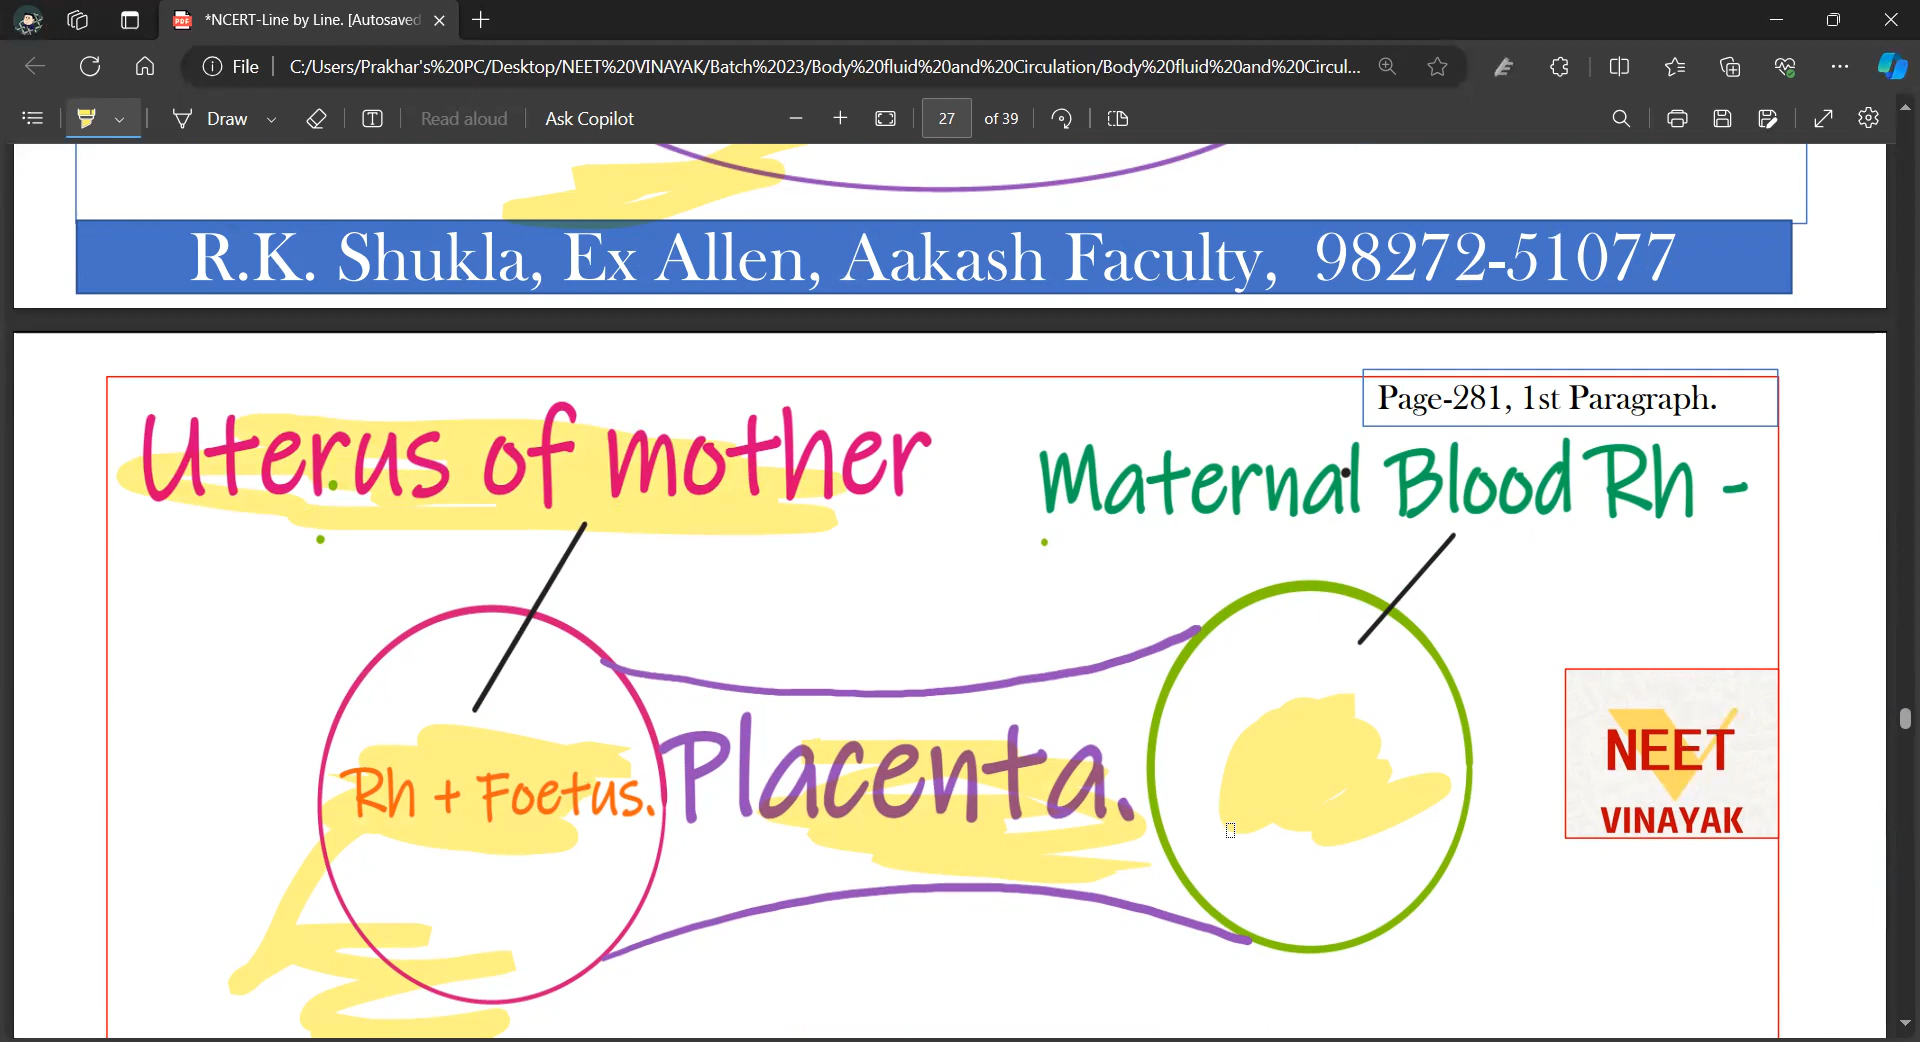 *NCERT-Line by Line. [Autosaved
File
C:/Users/Prakhar's%20PC/Desktop/NEET%20VINAYAK/Batch%2023/Body%20fluid%20and%20Circulation/Body%20fluid%20and%20Circul...
Draw
Read aloud
Ask Copilot
27 of 39
R.K. Shukla, Ex Allen, Aakash Faculty, 98272-51077
Page-281, 1st Paragraph.
Uterus of mother
Maternal Blood Rh -
Rh + Foetus.
Placenta.
NEET
VINAYAK